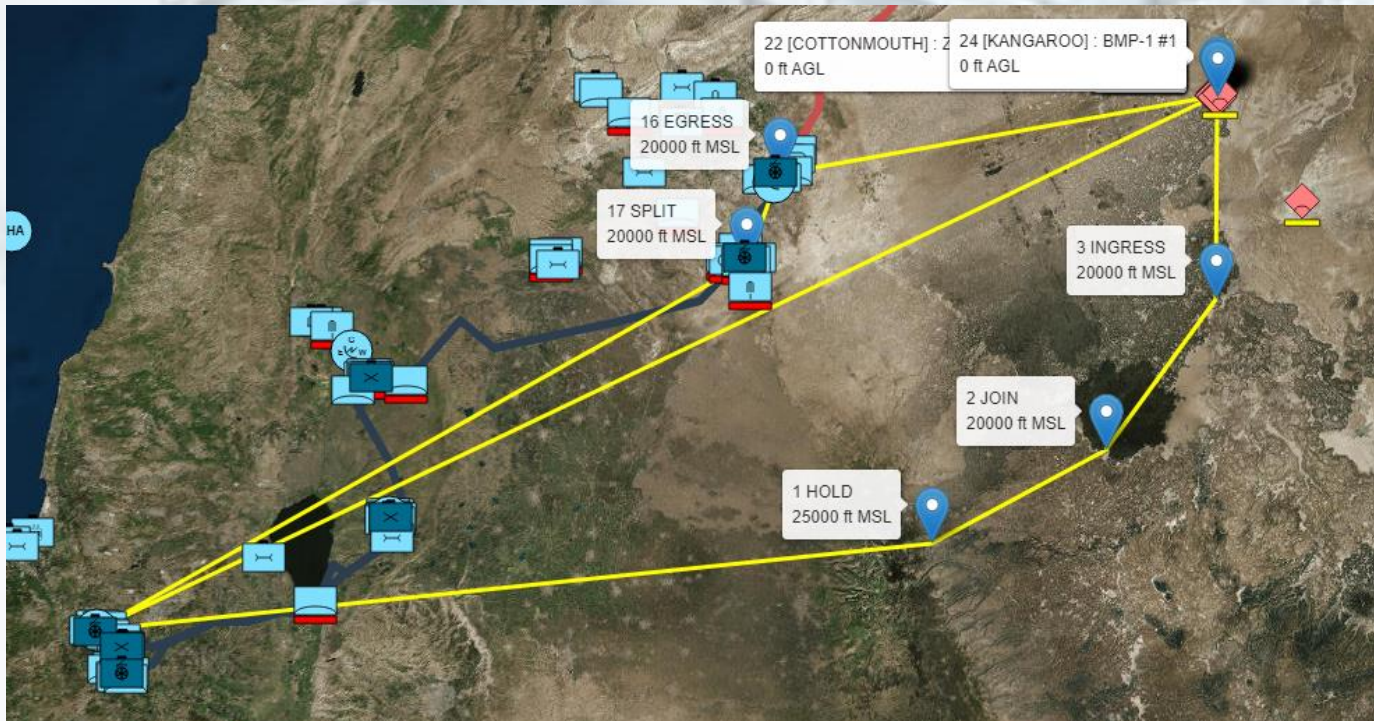 22 [COTTONMOUTH] : Z
0 ft AGL
24 [KANGAROO] : BMP-1 #1
0 ft AGL
16 EGRESS
20000 ft MSL
17 SPLIT
20000 ft MSL
HA
3 INGRESS
20000 ft MSL
2 JOIN
20000 ft MSL
1 HOLD
25000 ft MSL